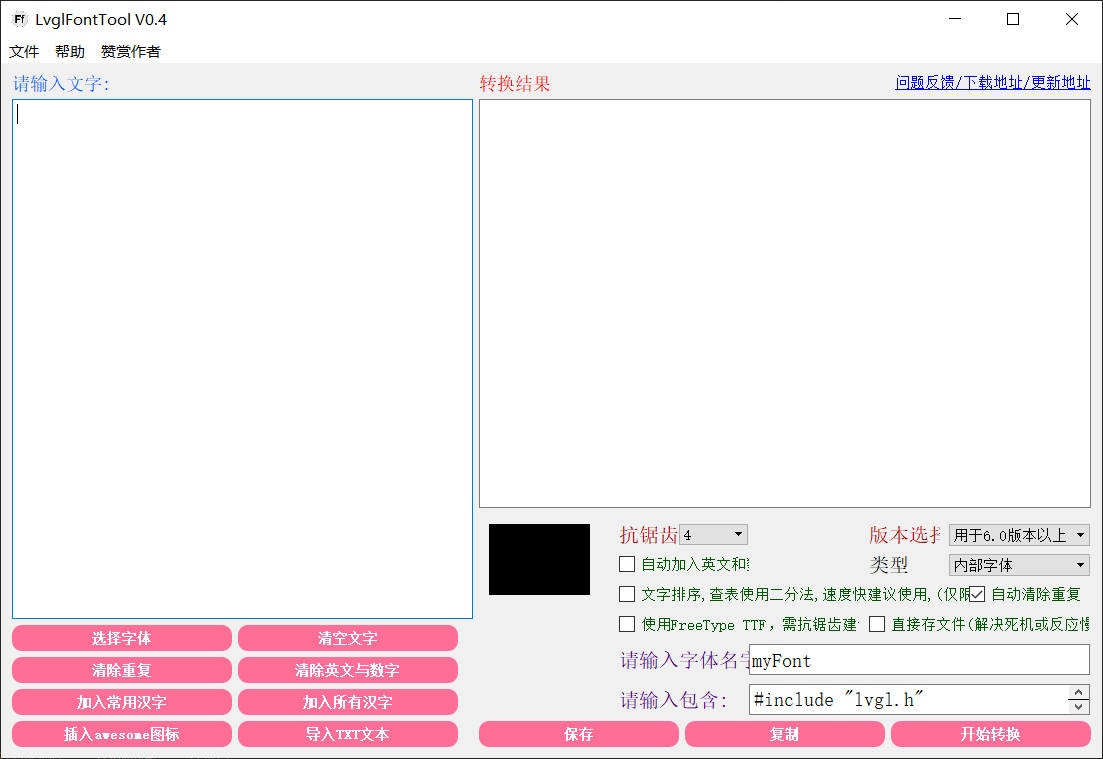 LvglFontTool V0.4
文件 帮助 赞赏作者
请输入文字:
转换结果
问题反馈/下载地址/更新地址
抗锯齿 4
版本选择 用于6.0版本以上
自动加入英文和
类型 内部字体
文字排序,查表使用二分法,速度快建议使用,(仅限
自动清除重复
使用FreeType TTF，需抗锯齿建
直接存文件(解决死机或反应慢
请输入字体名字 myFont
请输入包含: #include "lvgl.h"
选择字体 清空文字
清除重复 清除英文与数字
加入常用汉字 加入所有汉字
插入awesome图标 导入TXT文本
保存 复制 开始转换